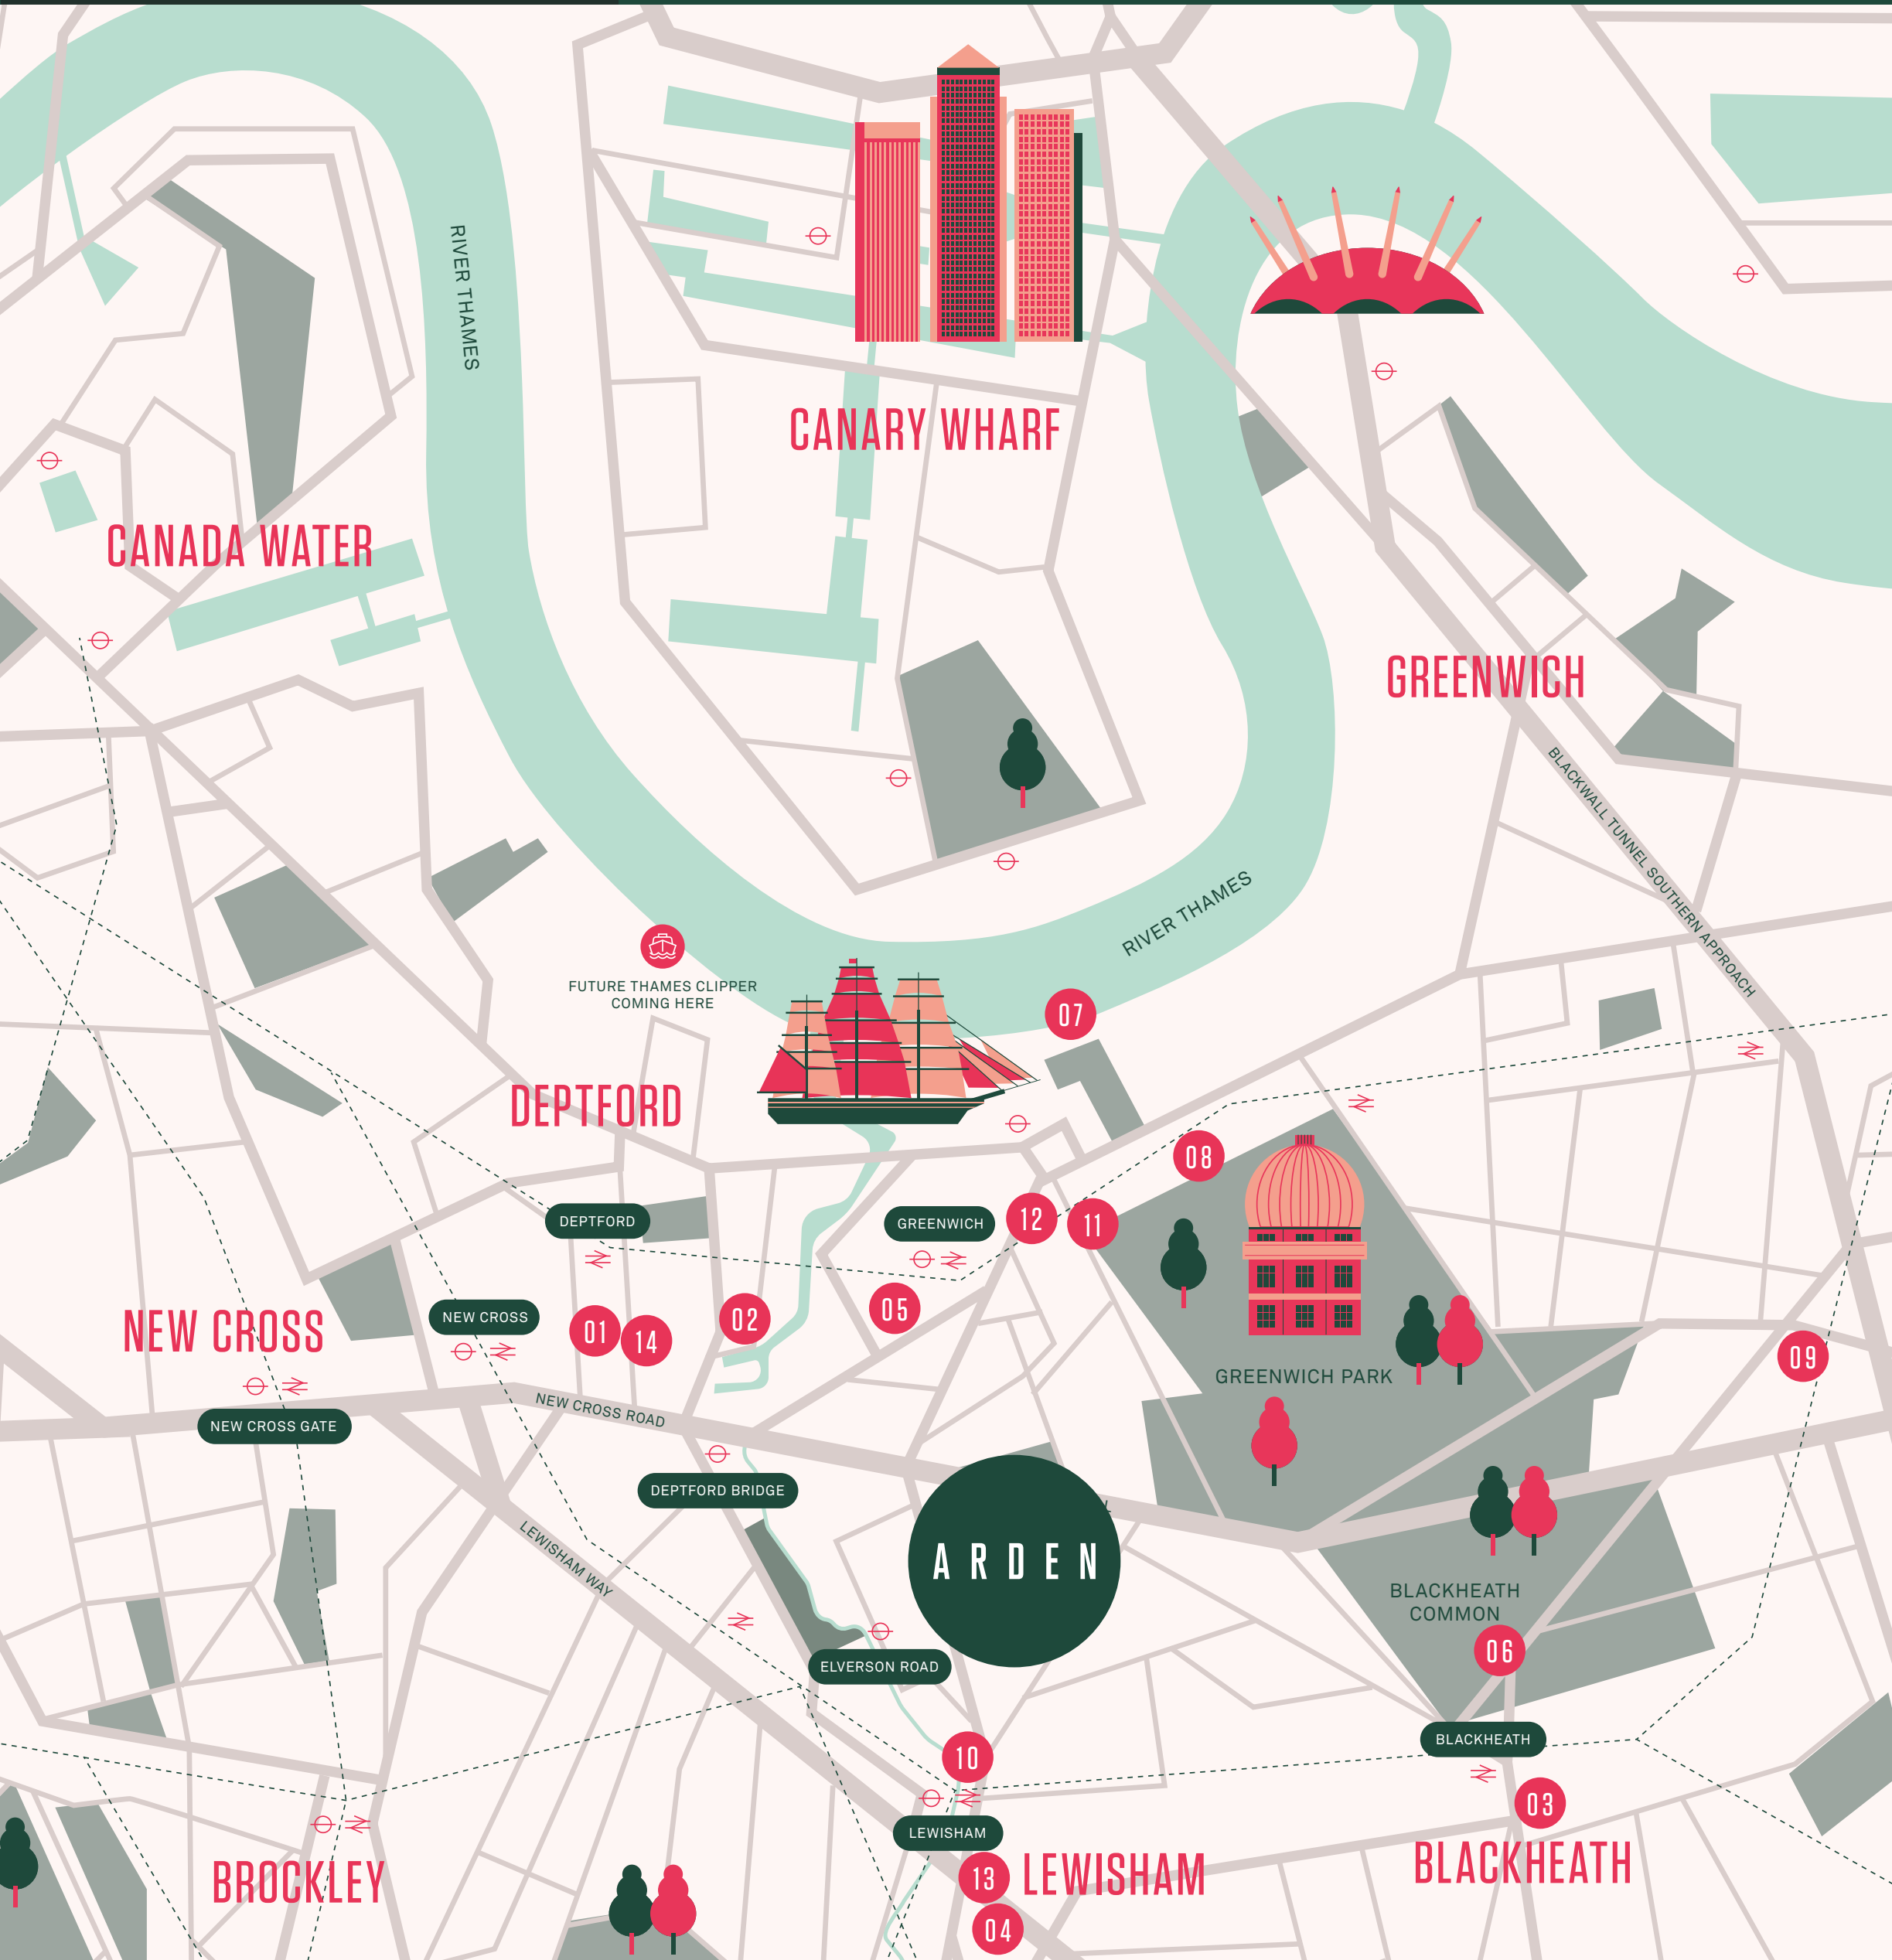 RIVER THAMES
CANARY WHARF
CANADA WATER
GREENWICH
BLACKWALL TUNNEL SOUTHERN APPROACH
RIVER THAMES
FUTURE THAMES CLIPPER
COMING HERE
07
DEPTFORD
08
DEPTFORD
GREENWICH
12
11
NEW CROSS
NEW CROSS
01
14
02
05
09
GREENWICH PARK
NEW CROSS ROAD
NEW CROSS GATE
DEPTFORD BRIDGE
LEWISHAM WAY
ARDEN
BLACKHEATH
COMMON
06
ELVERSON ROAD
10
BLACKHEATH
03
LEWISHAM
BROCKLEY
13
LEWISHAM
BLACKHEATH
04